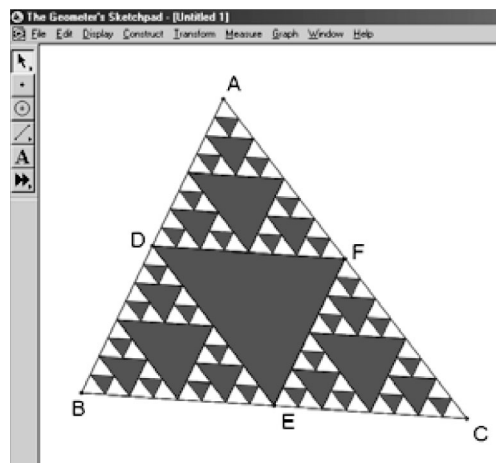 The Geometer's Sketchpad - [Untitled 1]
File Edit Display Construct Transform Measure Graph Window Help
A
A
D
F
B
E
C